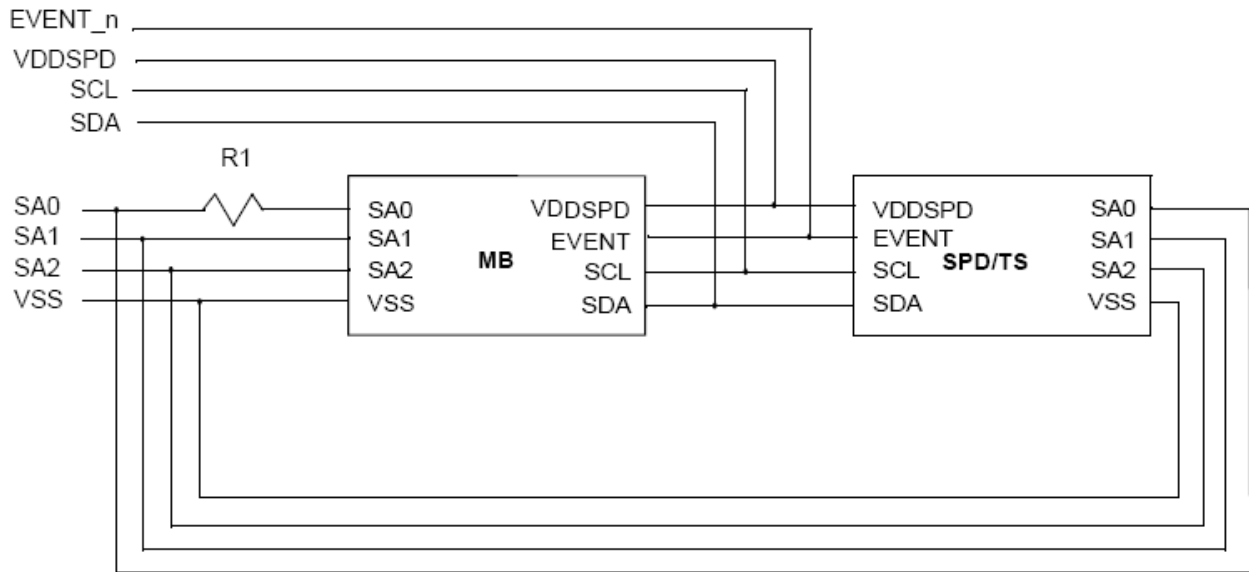 EVENT_n
VDDSPD
SCL
SDA
R1
SA0
SA1
SA2
VSS
SA0
SA1
SA2
VSS
MB
VDDSPD
EVENT
SCL
SDA
VDDSPD
EVENT
SCL
SDA
SPD/TS
SA0
SA1
SA2
VSS